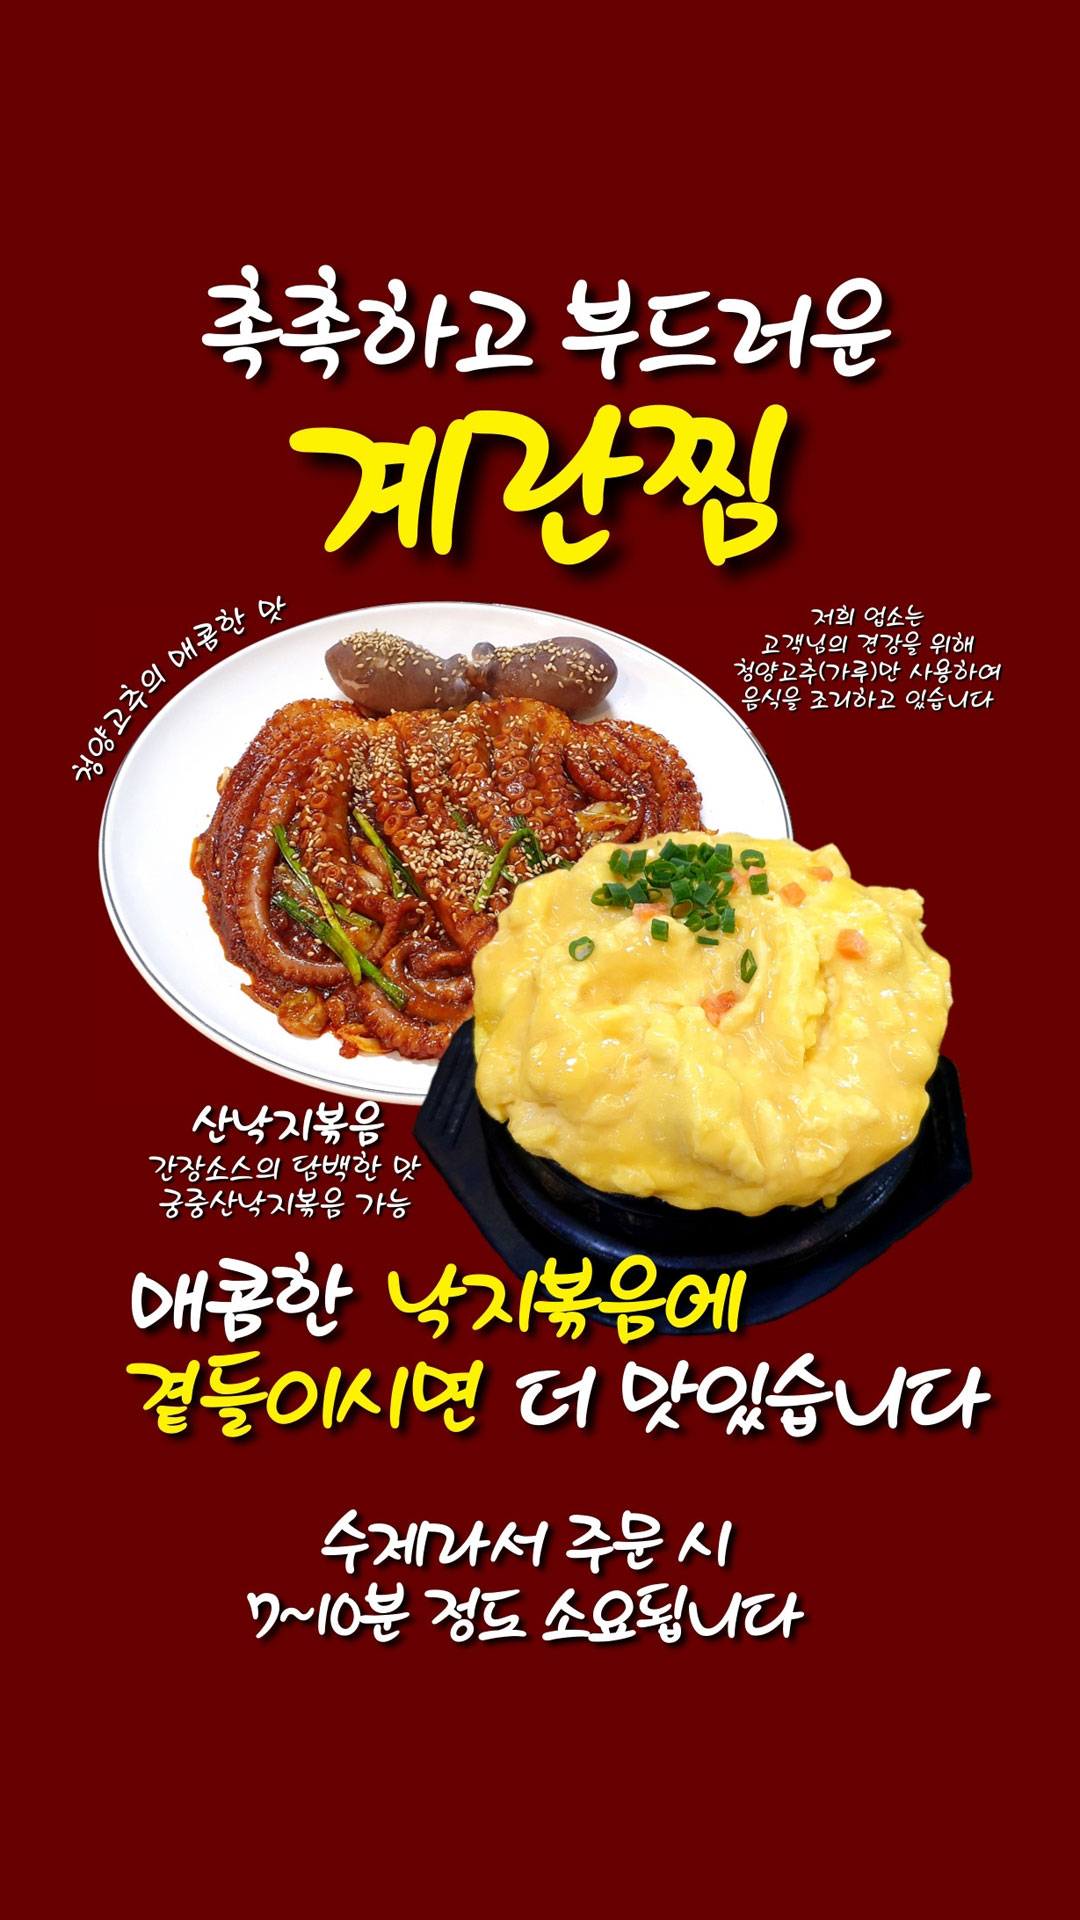 촉촉하고 부드러운
계란찜
청양고추의 매콤한 맛
저희 업소는
고객님의 건강을 위해
청양고추(가루)만 사용하여
음식을 조리하고 있습니다
산낙지볶음
간장소스의 담백한 맛
궁중산낙지볶음 가능
매콤한 낙지볶음에
곁들이시면 더 맛있습니다
수제라서 주문 시
7~10분 정도 소요됩니다